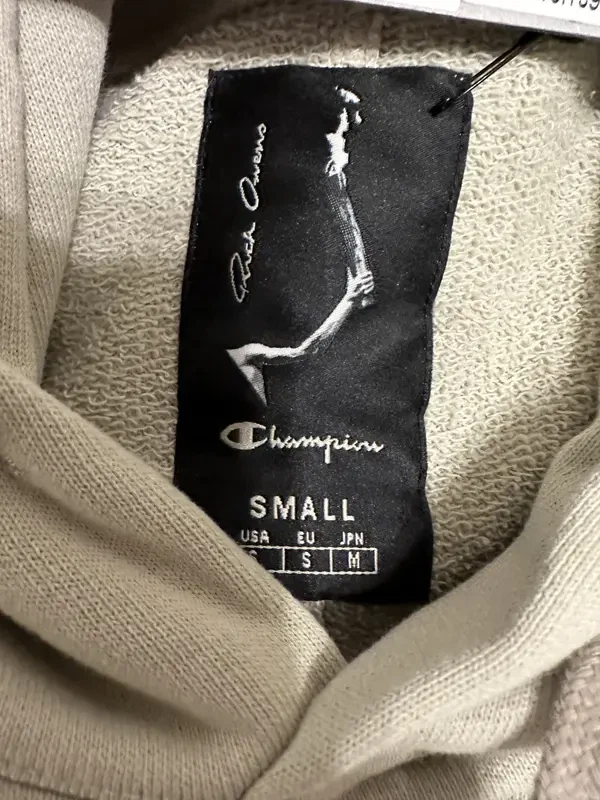 Rick Owens
Champion
SMALL
USA EU JPN
S S M